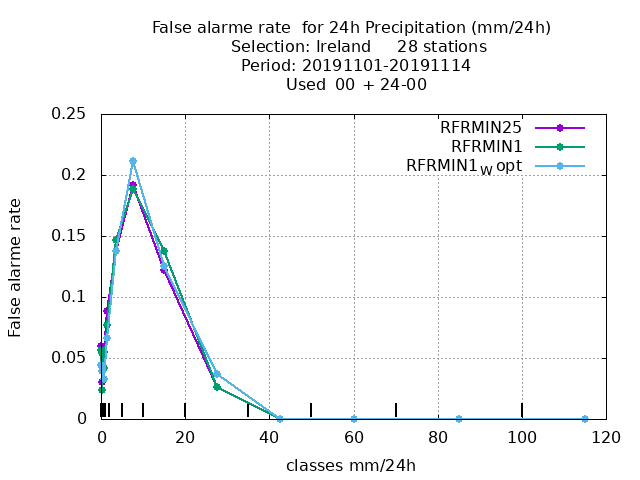 False alarme rate  for 24h Precipitation (mm/24h)
Selection: Ireland     28 stations
Period: 20191101-20191114
Used  00 + 24-00
RFRMIN25
RFRMIN1
RFRMIN1W opt
0.25
0.2
0.15
0.1
0.05
0
False alarme rate
0 20 40 60 80 100 120
classes mm/24h